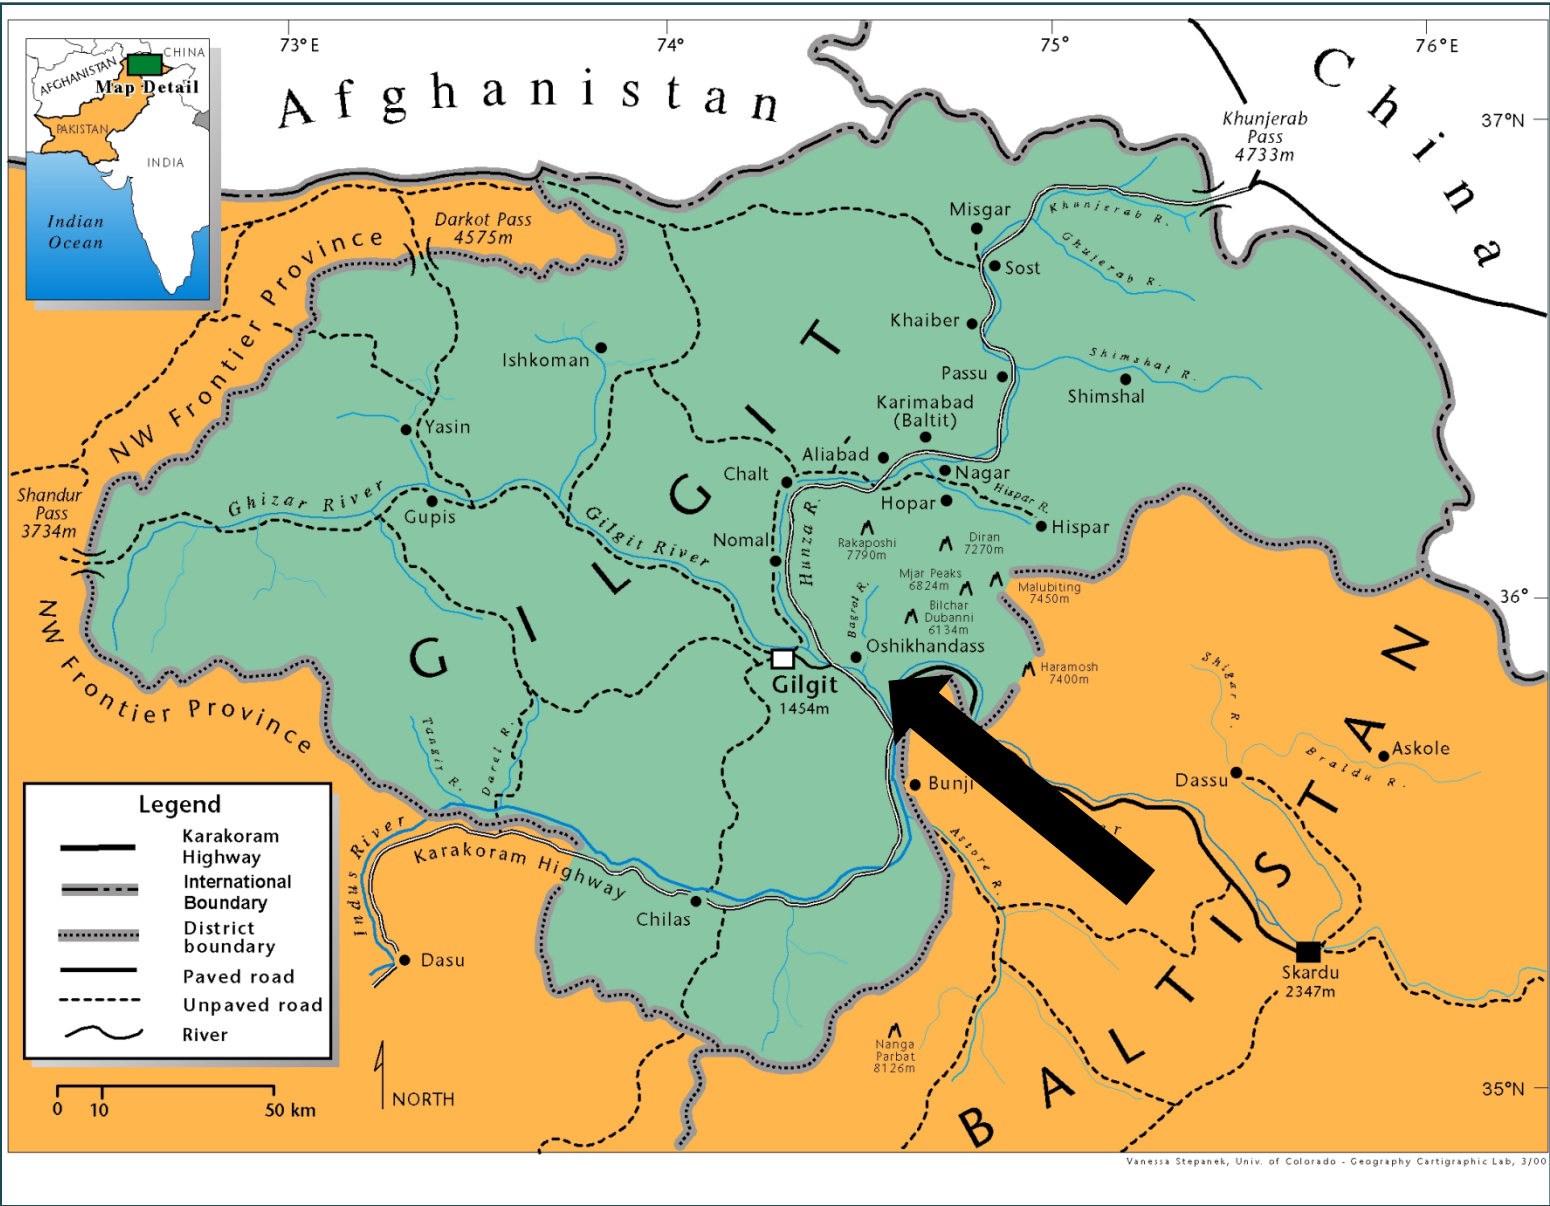 73°E
74°
75°
76°E
CHINA
AFGHANISTAN
Map Detail
PAKISTAN
INDIA
Indian
Ocean
Afghanistan
China
Khunjerab
Pass
4733m
37°N
Darkot Pass
4575m
NW Frontier Province
Misgar
Khunjerab R.
Ghujerab R.
Sost
Khaiber
Ishkoman
Passu
Shimshat R.
Shimshal
Karimabad
(Baltit)
Yasin
Aliabad
Chalt
Nagar
Hispar R.
Shandur
Pass
3734m
Ghizar River
Gupis
Hopar
Hispar
Gilgit River
Nomal
Hunza R.
Rakaposhi
7790m
Diran
7270m
Mjar Peaks
6824m
Malubiting
7450m
Bilchar
Dubanni
6134m
Bagrot R.
36°
GILGIT
NW Frontier Province
Oshikhandass
Haramosh
7400m
Gilgit
1454m
Shigar R.
Tangir R.
Darel R.
Askole
Braldu R.
Dassu
Bunji
Astore R.
Legend
Karakoram
Highway
International
Boundary
District
boundary
Paved road
Unpaved road
River
Indus River
Karakoram Highway
Chilas
Dasu
Skardu
2347m
BALTISTAN
Nanga
Parbat
8126m
0 10 50 km
NORTH
35°N
Vanessa Stepanek, Univ. of Colorado - Geography Cartigraphic Lab, 3/00